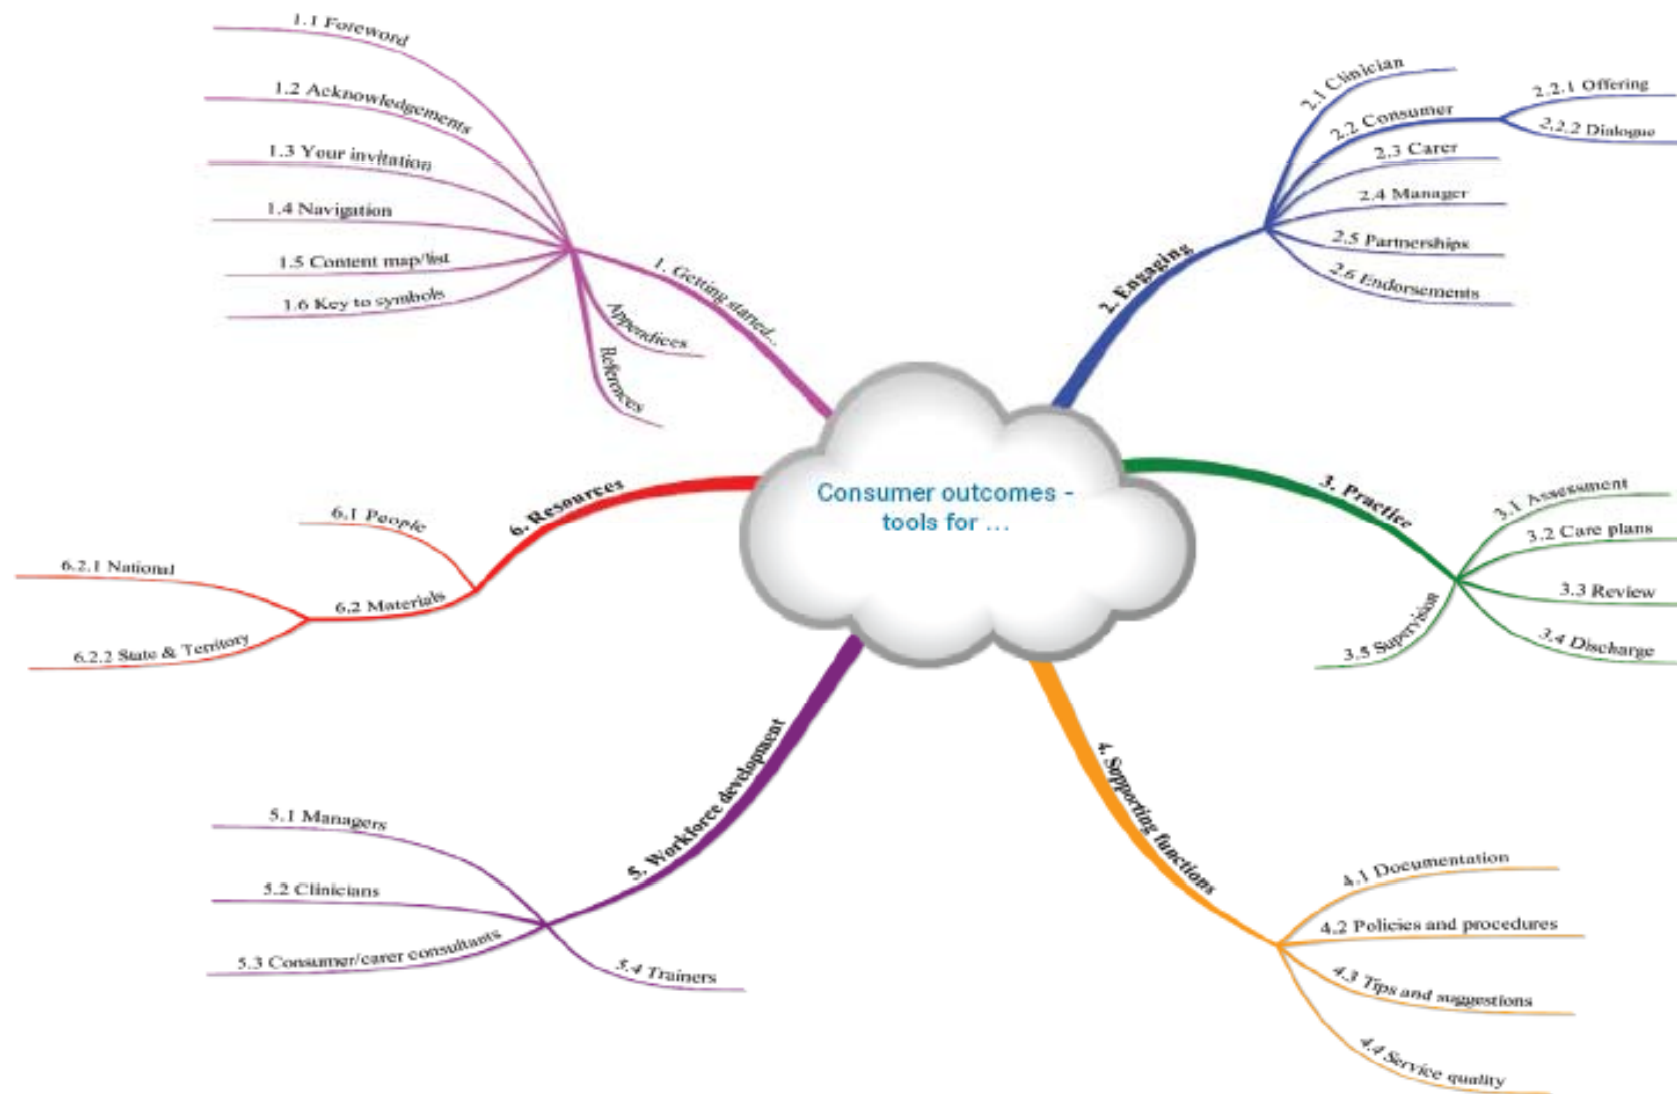 Consumer outcomes -
tools for ...
1. Getting started...
1.1 Foreword
1.2 Acknowledgements
1.3 Your invitation
1.4 Navigation
1.5 Content map/list
1.6 Key to symbols
Appendices
References
2. Engaging
2.1 Clinician
2.2 Consumer
2.2.1 Offering
2.2.2 Dialogue
2.3 Carer
2.4 Manager
2.5 Partnerships
2.6 Endorsements
3. Practice
3.1 Assessment
3.2 Care plans
3.3 Review
3.4 Discharge
3.5 Supervision
4. Supporting functions
4.1 Documentation
4.2 Policies and procedures
4.3 Tips and suggestions
4.4 Service quality
5. Workforce development
5.1 Managers
5.2 Clinicians
5.3 Consumer/carer consultants
5.4 Trainers
6. Resources
6.1 People
6.2 Materials
6.2.1 National
6.2.2 State & Territory